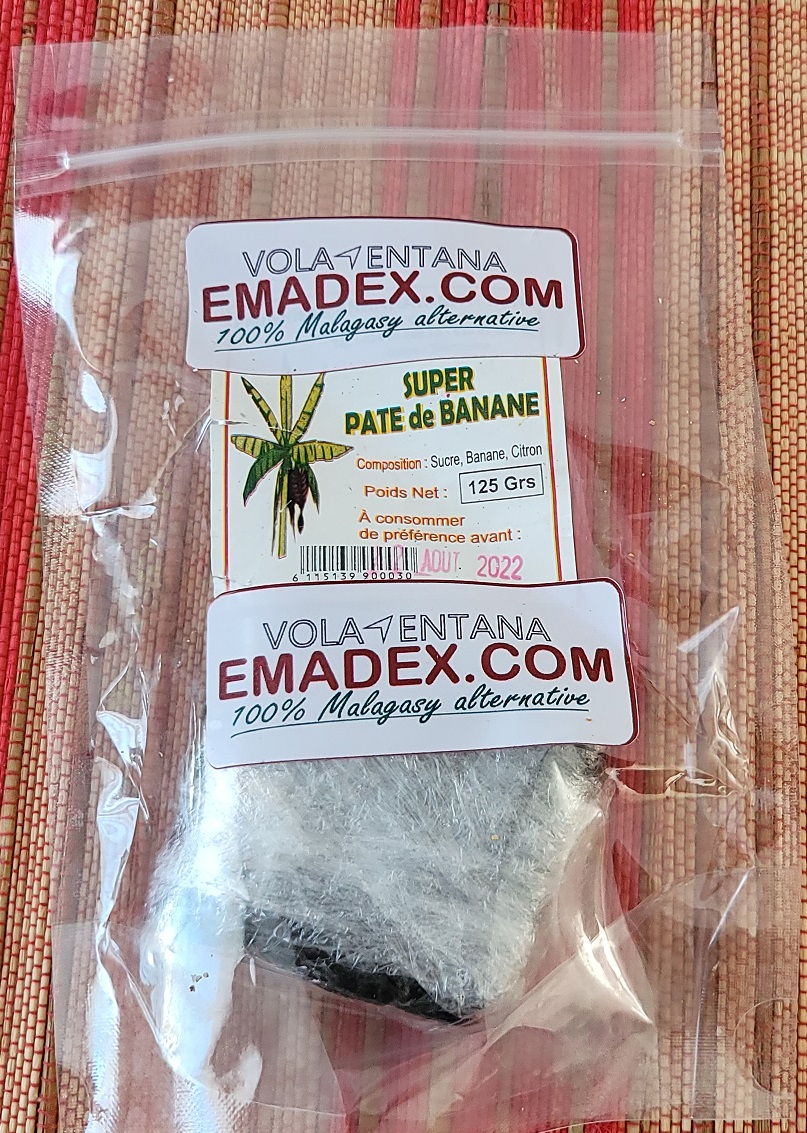 VOLA ENTANA
EMADEX.COM
100% Malagasy alternative
SUPER
PATE de BANANE
Composition : Sucre, Banane, Citron
Poids Net : 125 Grs
À consommer
de préférence avant :
AOUT 2022
6 115139 900030
VOLA ENTANA
EMADEX.COM
100% Malagasy alternative